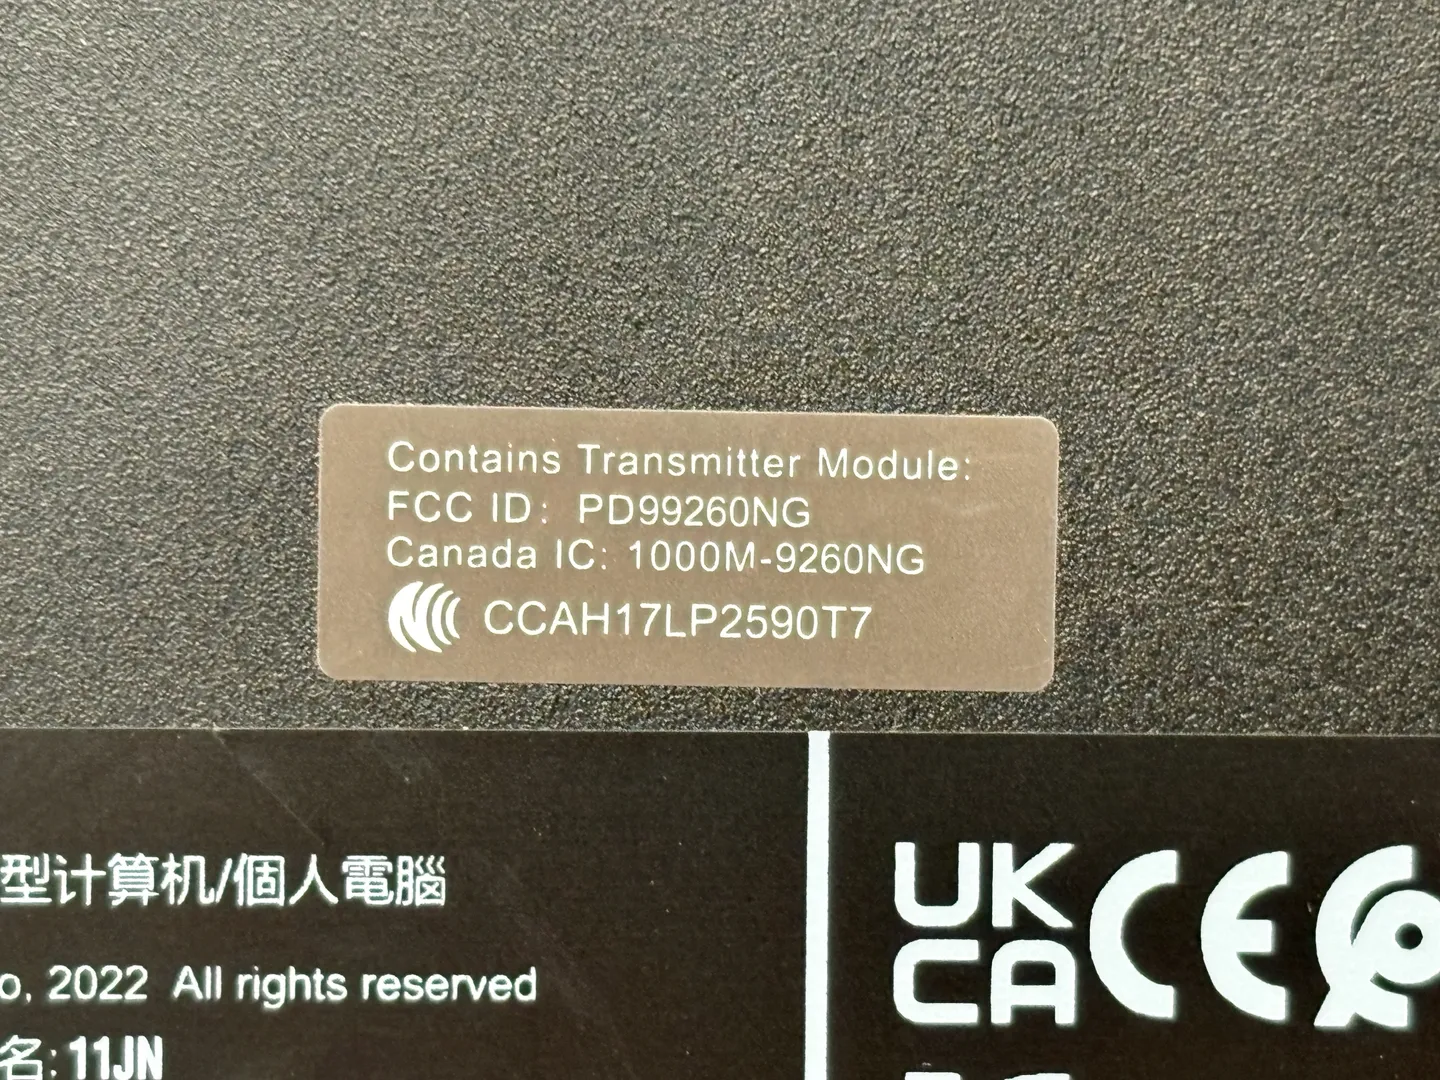 Contains Transmitter Module:
FCC ID: PD99260NG
Canada IC: 1000M-9260NG
CCAH17LP2590T7
型计算机/個人電腦
o, 2022 All rights reserved
名: 11JN
UK
CA
CE